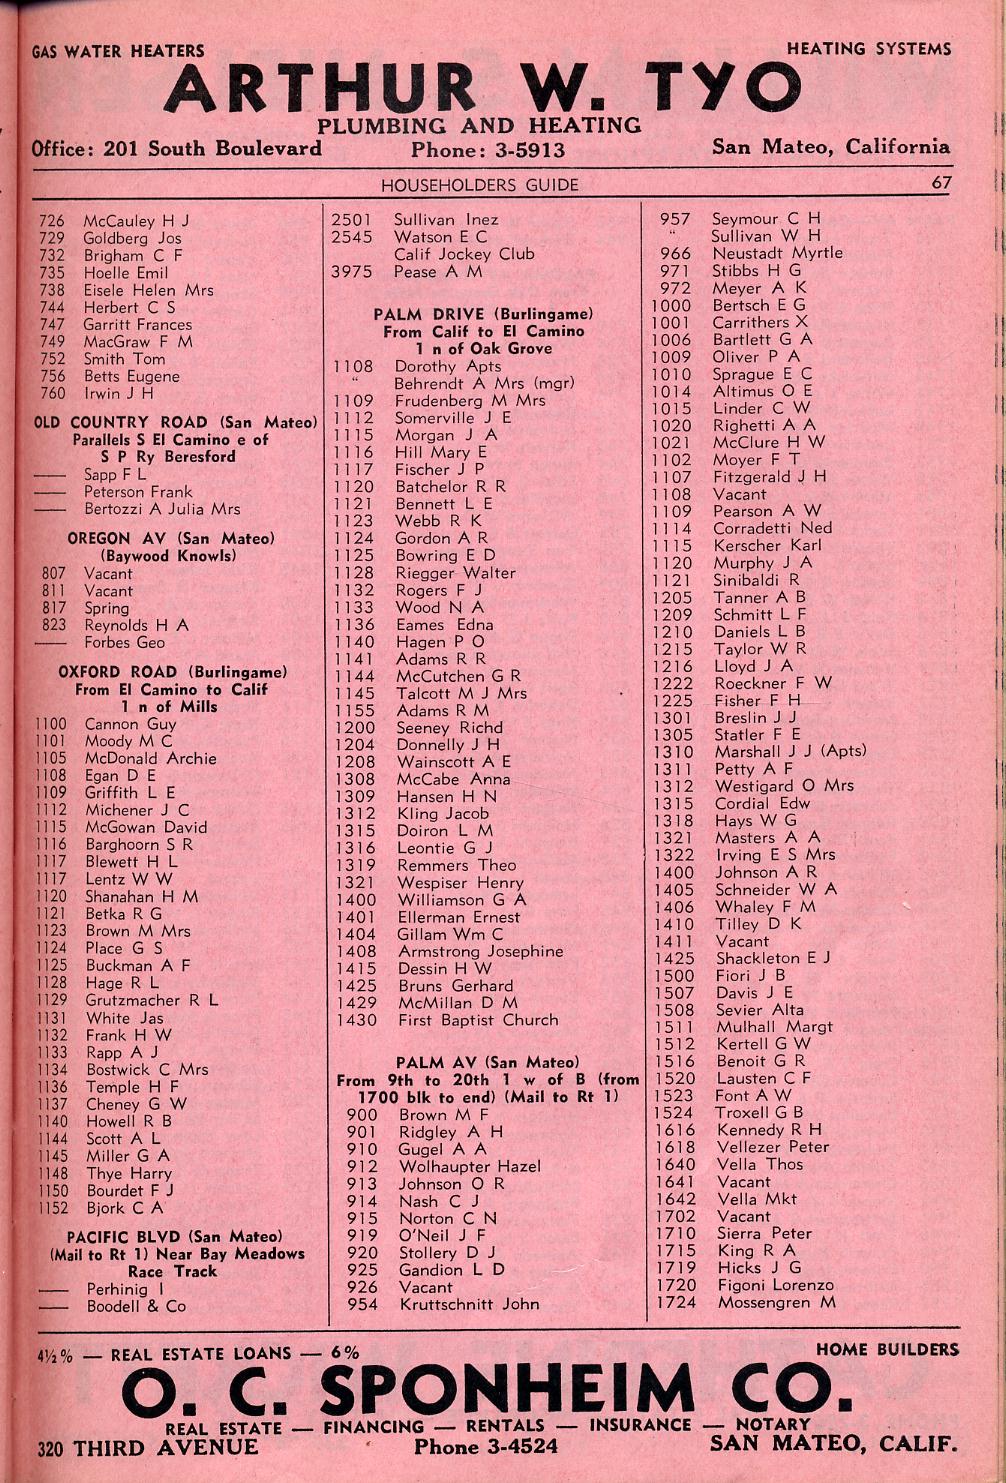 GAS WATER HEATERS HEATING SYSTEMS
ARTHUR W. TYO
PLUMBING AND HEATING
Office: 201 South Boulevard Phone: 3-5913 San Mateo, California
HOUSEHOLDERS GUIDE 67
726 McCauley H J
729 Goldberg Jos
732 Brigham C F
735 Hoelle Emil
738 Eisele Helen Mrs
744 Herbert C S
747 Garritt Frances
749 MacGraw F M
752 Smith Tom
756 Betts Eugene
760 Irwin J H
OLD COUNTRY ROAD (San Mateo)
Parallels S El Camino e of
S P Ry Beresford
—— Sapp F L
—— Peterson Frank
—— Bertozzi A Julia Mrs
OREGON AV (San Mateo)
(Baywood Knowls)
807 Vacant
811 Vacant
817 Spring
823 Reynolds H A
—— Forbes Geo
OXFORD ROAD (Burlingame)
From El Camino to Calif
1 n of Mills
1100 Cannon Guy
1101 Moody M C
1105 McDonald Archie
1108 Egan D E
1109 Griffith L E
1112 Michener J C
1115 McGowan David
1116 Barghoorn S R
1117 Blewett H L
1117 Lentz W W
1120 Shanahan H M
1121 Betka R G
1123 Brown M Mrs
1124 Place G S
1125 Buckman A F
1128 Hage R L
1129 Grutzmacher R L
1131 White Jas
1132 Frank H W
1133 Rapp A J
1134 Bostwick C Mrs
1136 Temple H F
1137 Cheney G W
1140 Howell R B
1144 Scott A L
1145 Miller G A
1148 Thye Harry
1150 Bourdet F J
1152 Bjork C A
PACIFIC BLVD (San Mateo)
(Mail to Rt 1) Near Bay Meadows
Race Track
—— Perhinig I
—— Boodell & Co
2501 Sullivan Inez
2545 Watson E C
Calif Jockey Club
3975 Pease A M
PALM DRIVE (Burlingame)
From Calif to El Camino
1 n of Oak Grove
1108 Dorothy Apts
" Behrendt A Mrs (mgr)
1109 Frudenberg M Mrs
1112 Somerville J E
1115 Morgan J A
1116 Hill Mary E
1117 Fischer J P
1120 Batchelor R R
1121 Bennett L E
1123 Webb R K
1124 Gordon A R
1125 Bowring E D
1128 Riegger Walter
1132 Rogers F J
1133 Wood N A
1136 Eames Edna
1140 Hagen P O
1141 Adams R R
1144 McCutchen G R
1145 Talcott M J Mrs
1155 Adams R M
1200 Seeney Richd
1204 Donnelly J H
1208 Wainscott A E
1308 McCabe Anna
1309 Hansen H N
1312 Kling Jacob
1315 Doiron L M
1316 Leontie G J
1319 Remmers Theo
1321 Wespiser Henry
1400 Williamson G A
1401 Ellerman Ernest
1404 Gillam Wm C
1408 Armstrong Josephine
1415 Dessin H W
1425 Bruns Gerhard
1429 McMillan D M
1430 First Baptist Church
PALM AV (San Mateo)
From 9th to 20th 1 w of B (from
1700 blk to end) (Mail to Rt 1)
900 Brown M F
901 Ridgley A H
910 Gugel A A
912 Wolhaupter Hazel
913 Johnson O R
914 Nash C J
915 Norton C N
919 O'Neil J F
920 Stollery D J
925 Gandion L D
926 Vacant
954 Kruttschnitt John
957 Seymour C H
" Sullivan W H
966 Neustadt Myrtle
971 Stibbs H G
972 Meyer A K
1000 Bertsch E G
1001 Carrithers X
1006 Bartlett G A
1009 Oliver P A
1010 Sprague E C
1014 Altimus O E
1015 Linder C W
1020 Righetti A A
1021 McClure H W
1102 Moyer F T
1107 Fitzgerald J H
1108 Vacant
1109 Pearson A W
1114 Corradetti Ned
1115 Kerscher Karl
1120 Murphy J A
1121 Sinibaldi R
1205 Tanner A B
1209 Schmitt L F
1210 Daniels L B
1215 Taylor W R
1216 Lloyd J A
1222 Roeckner F W
1225 Fisher F H
1301 Breslin J J
1305 Statler F E
1310 Marshall J J (Apts)
1311 Petty A F
1312 Westigard O Mrs
1315 Cordial Edw
1318 Hays W G
1321 Masters A A
1322 Irving E S Mrs
1400 Johnson A R
1405 Schneider W A
1406 Whaley F M
1410 Tilley D K
1411 Vacant
1425 Shackleton E J
1500 Fiori J B
1507 Davis J E
1508 Sevier Alta
1511 Mulhall Margt
1512 Kertell G W
1516 Benoit G R
1520 Lausten C F
1523 Font A W
1524 Troxell G B
1616 Kennedy R H
1618 Vellezer Peter
1640 Vella Thos
1641 Vacant
1642 Vella Mkt
1702 Vacant
1710 Sierra Peter
1715 King R A
1719 Hicks J G
1720 Figoni Lorenzo
1724 Mossengren M
4½% — REAL ESTATE LOANS — 6% HOME BUILDERS
O. C. SPONHEIM CO.
REAL ESTATE — FINANCING — RENTALS — INSURANCE — NOTARY
320 THIRD AVENUE Phone 3-4524 SAN MATEO, CALIF.